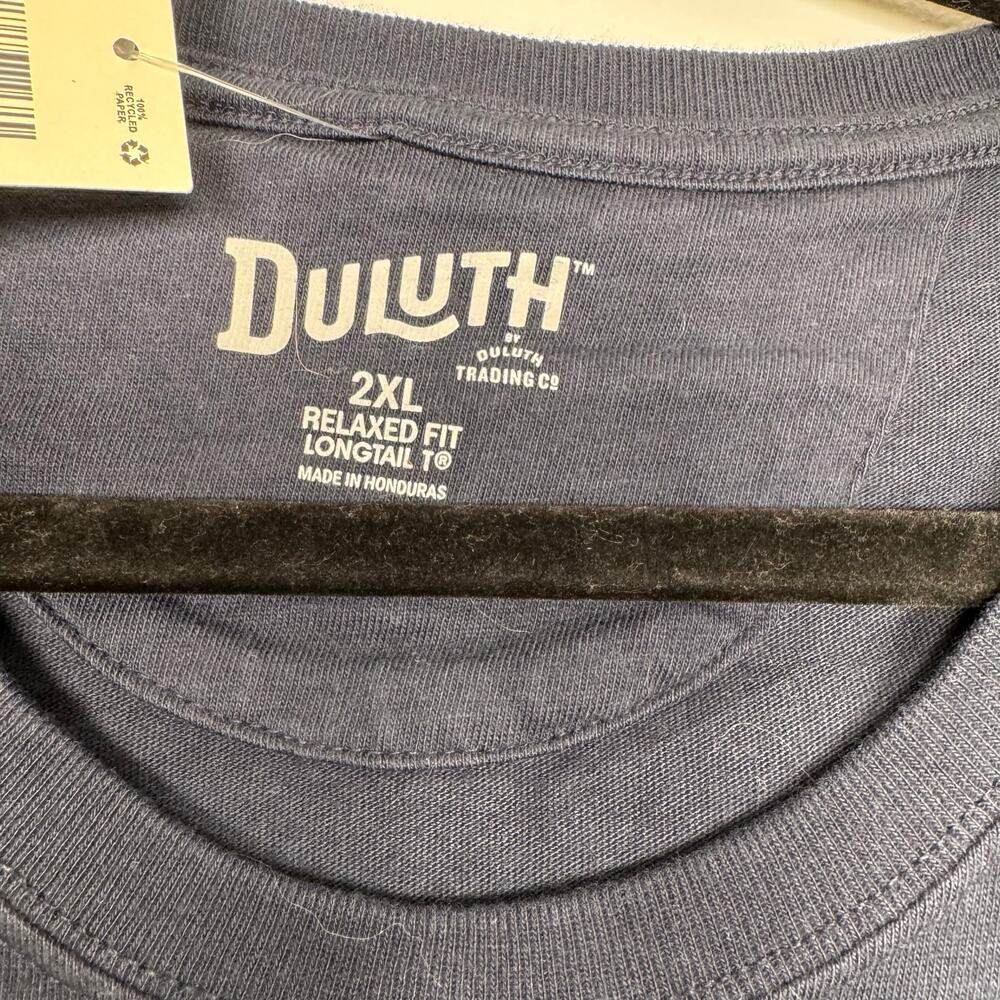 100%
RECYCLED
PAPER
DULUTH™
BY
DULUTH
TRADING CO
2XL
RELAXED FIT
LONGTAIL T®
MADE IN HONDURAS